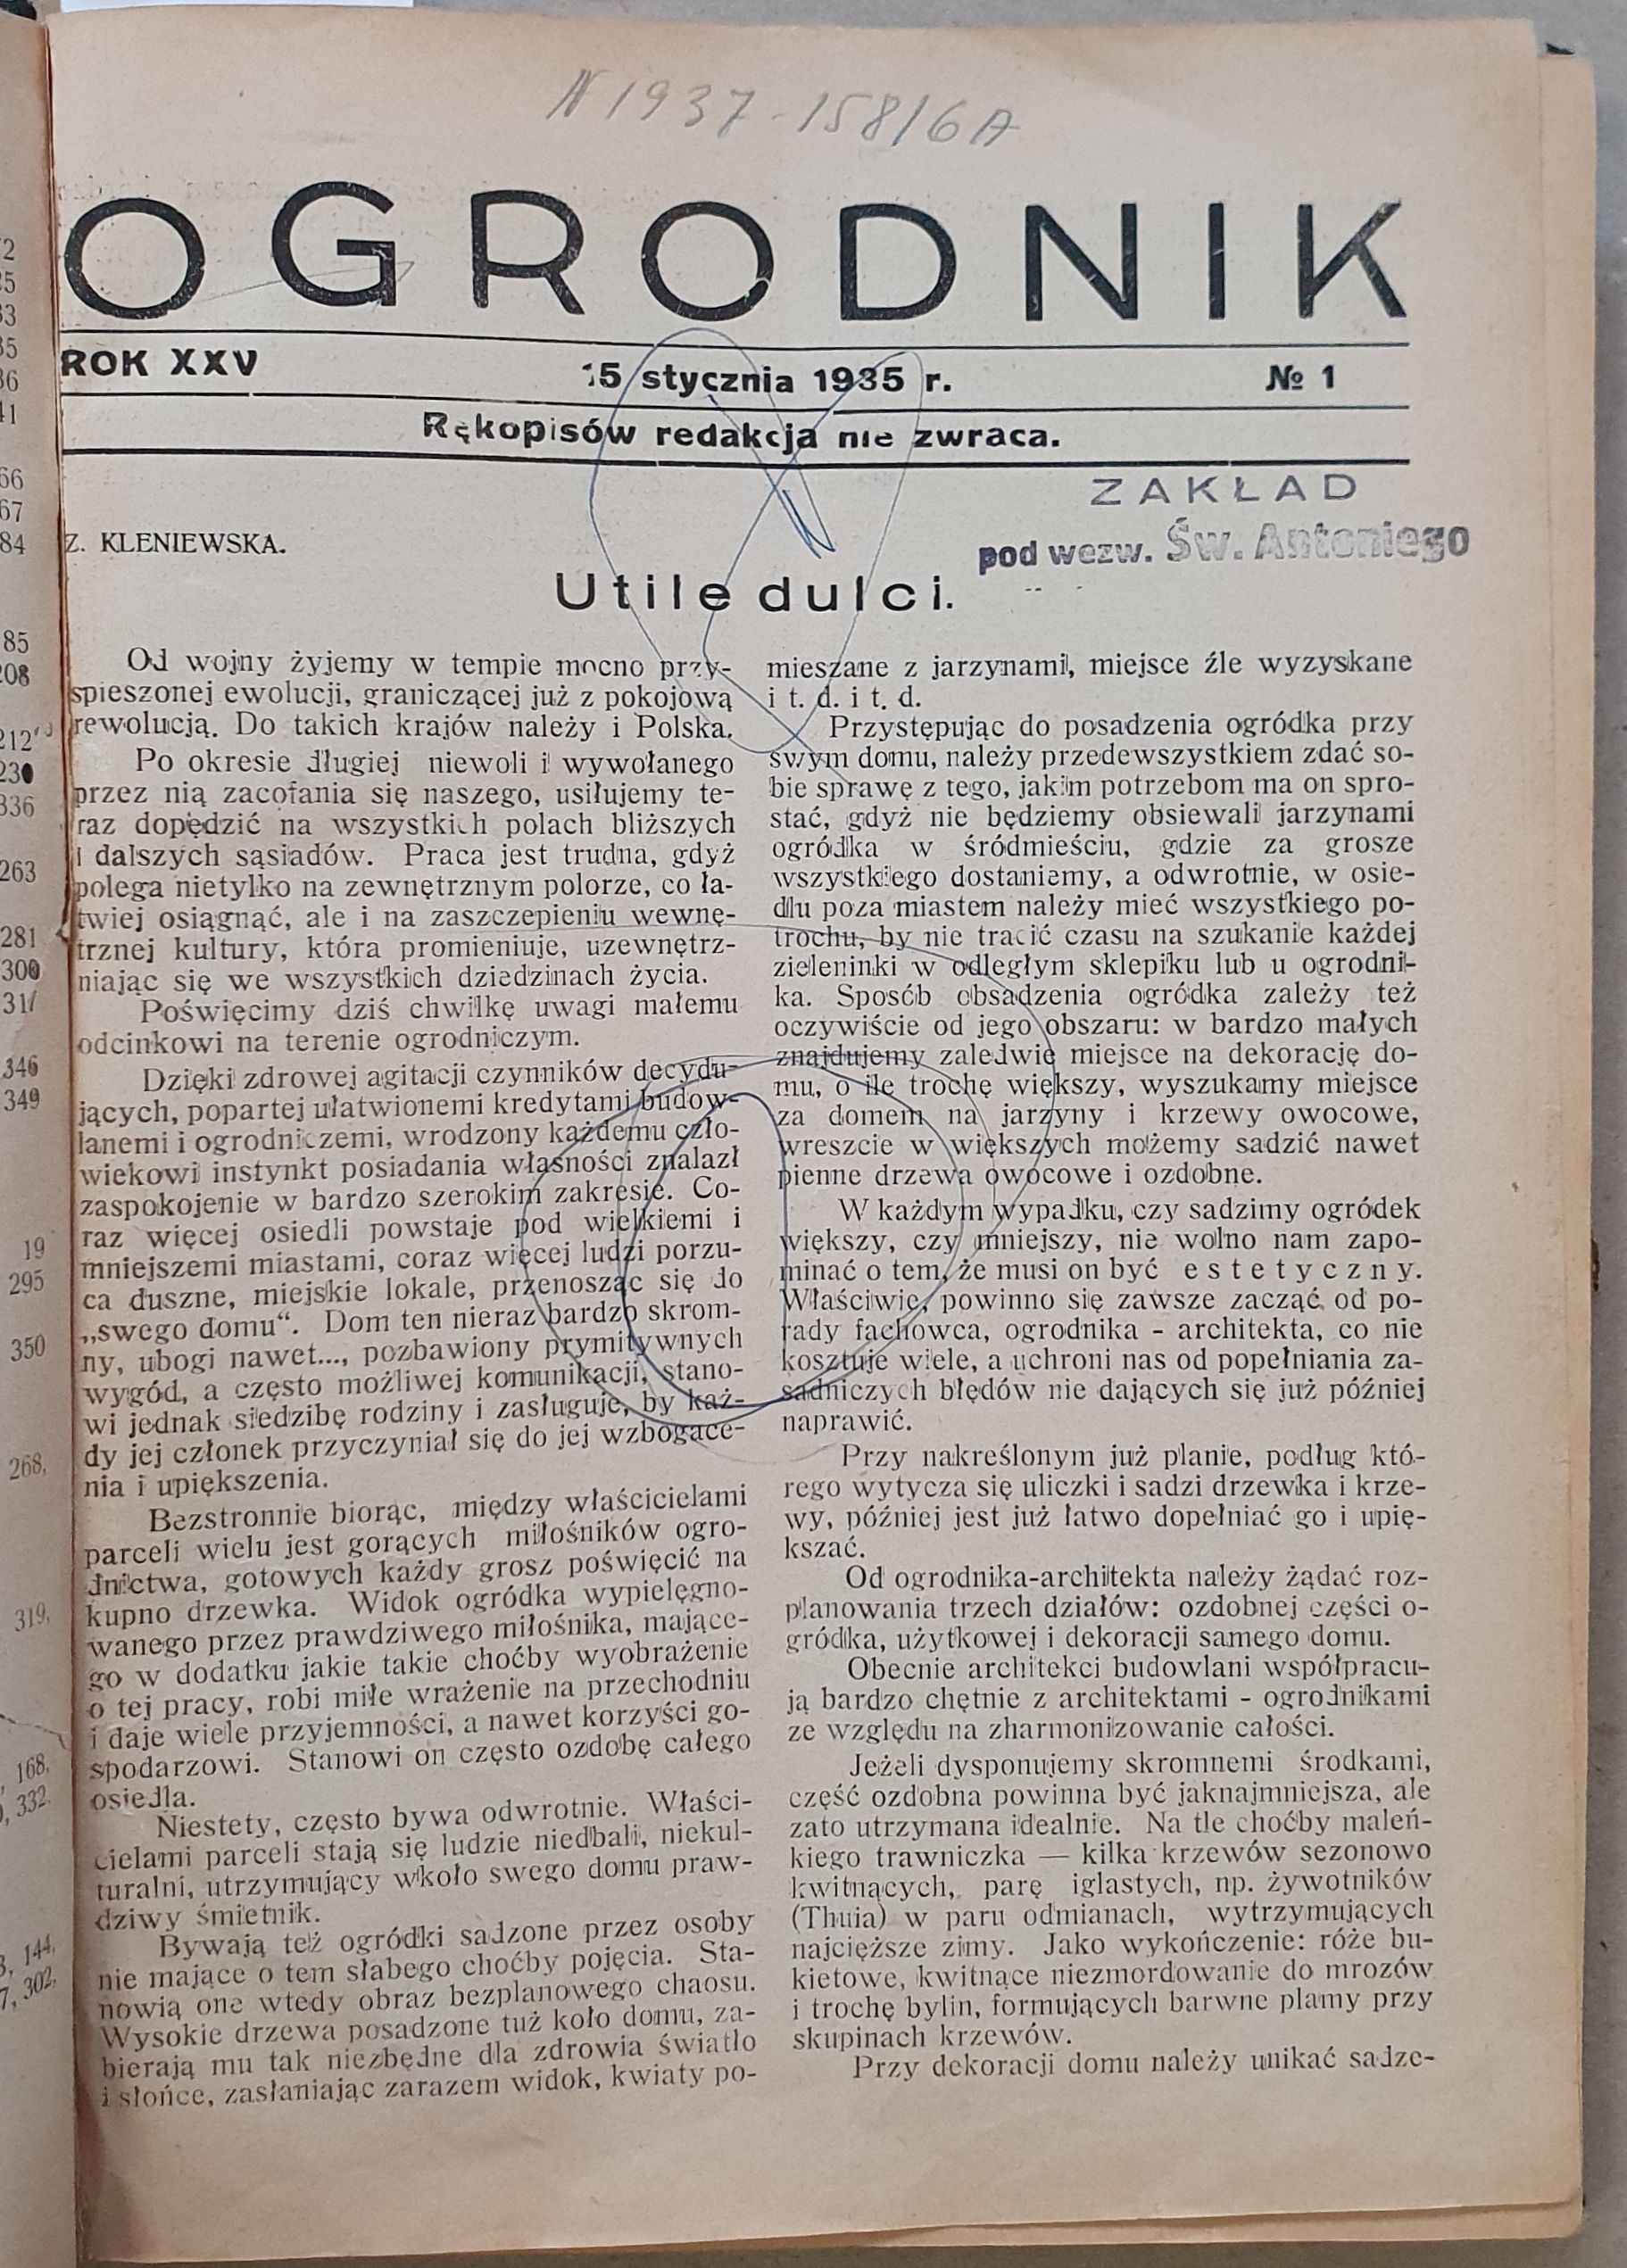 N 1937-158/6A
OGRODNIK
ROK XXV 15 stycznia 1935 r. № 1
Rękopisów redakcja nie zwraca.
ZAKŁAD
pod wezw. Św. Antoniego
Z. KLENIEWSKA.
Utile dulci.
Od wojny żyjemy w tempie mocno przy-
spieszonej ewolucji, graniczącej już z pokojową
rewolucją. Do takich krajów należy i Polska.
Po okresie długiej niewoli i wywołanego
przez nią zacofania się naszego, usiłujemy te-
raz dopędzić na wszystkich polach bliższych
i dalszych sąsiadów. Praca jest trudna, gdyż
polega nietylko na zewnętrznym polorze, co ła-
twiej osiągnąć, ale i na zaszczepieniu wewnę-
trznej kultury, która promieniuje, uzewnętrz-
niając się we wszystkich dziedzinach życia.
Poświęcimy dziś chwilkę uwagi małemu
odcinkowi na terenie ogrodniczym.
Dzięki zdrowej agitacji czynników decydu-
jących, popartej ułatwionemi kredytami budow-
lanemi i ogrodniczemi, wrodzony każdemu czło-
wiekowi instynkt posiadania własności znalazł
zaspokojenie w bardzo szerokim zakresie. Co-
raz więcej osiedli powstaje pod wielkiemi i
mniejszemi miastami, coraz więcej ludzi porzu-
ca duszne, miejskie lokale, przenosząc się do
„swego domu“. Dom ten nieraz bardzo skrom-
ny, ubogi nawet..., pozbawiony prymitywnych
wygód, a często możliwej komunikacji, stano-
wi jednak siedzibę rodziny i zasługuje, by każ-
dy jej członek przyczyniał się do jej wzbogace-
nia i upiększenia.
Bezstronnie biorąc, między właścicielami
parceli wielu jest gorących miłośników ogro-
dnictwa, gotowych każdy grosz poświęcić na
kupno drzewka. Widok ogródka wypielęgno-
wanego przez prawdziwego miłośnika, mające-
go w dodatku jakie takie choćby wyobrażenie
o tej pracy, robi miłe wrażenie na przechodniu
i daje wiele przyjemności, a nawet korzyści go-
spodarzowi. Stanowi on często ozdobę całego
osiedla.
Niestety, często bywa odwrotnie. Właści-
cielami parceli stają się ludzie niedbali, niekul-
turalni, utrzymujący wkoło swego domu praw-
dziwy śmietnik.
Bywają też ogródki sadzone przez osoby
nie mające o tem słabego choćby pojęcia. Sta-
nowią one wtedy obraz bezplanowego chaosu.
Wysokie drzewa posadzone tuż koło domu, za-
bierają mu tak niezbędne dla zdrowia światło
i słońce, zasłaniając zarazem widok, kwiaty po-
mieszane z jarzynami, miejsce źle wyzyskane
i t. d. i t. d.
Przystępując do posadzenia ogródka przy
swym domu, należy przedewszystkiem zdać so-
bie sprawę z tego, jakim potrzebom ma on spro-
stać, gdyż nie będziemy obsiewali jarzynami
ogródka w śródmieściu, gdzie za grosze
wszystkiego dostaniemy, a odwrotnie, w osie-
dlu poza miastem należy mieć wszystkiego po-
trochu, by nie tracić czasu na szukanie każdej
zieleninki w odległym sklepiku lub u ogrodni-
ka. Sposób obsadzenia ogródka zależy też
oczywiście od jego obszaru: w bardzo małych
znajdujemy zaledwie miejsce na dekorację do-
mu, o ile trochę większy, wyszukamy miejsce
za domem na jarzyny i krzewy owocowe,
wreszcie w większych możemy sadzić nawet
pienne drzewa owocowe i ozdobne.
W każdym wypadku, czy sadzimy ogródek
większy, czy mniejszy, nie wolno nam zapo-
minać o tem, że musi on być estetyczny.
Właściwie, powinno się zawsze zacząć od po-
rady fachowca, ogrodnika - architekta, co nie
kosztuje wiele, a uchroni nas od popełniania za-
sadniczych błędów nie dających się już później
naprawić.
Przy nakreślonym już planie, podług któ-
rego wytycza się uliczki i sadzi drzewka i krze-
wy, później jest już łatwo dopełniać go i upię-
kszać.
Od ogrodnika-architekta należy żądać roz-
planowania trzech działów: ozdobnej części o-
gródka, użytkowej i dekoracji samego domu.
Obecnie architekci budowlani współpracu-
ją bardzo chętnie z architektami - ogrodnikami
ze względu na zharmonizowanie całości.
Jeżeli dysponujemy skromnemi środkami,
część ozdobna powinna być jaknajmniejsza, ale
zato utrzymana idealnie. Na tle choćby maleń-
kiego trawniczka — kilka krzewów sezonowo
kwitnących, parę iglastych, np. żywotników
(Thuia) w paru odmianach, wytrzymujących
najcięższe zimy. Jako wykończenie: róże bu-
kietowe, kwitnące niezmordowanie do mrozów
i trochę bylin, formujących barwne plamy przy
skupinach krzewów.
Przy dekoracji domu należy unikać sadze-